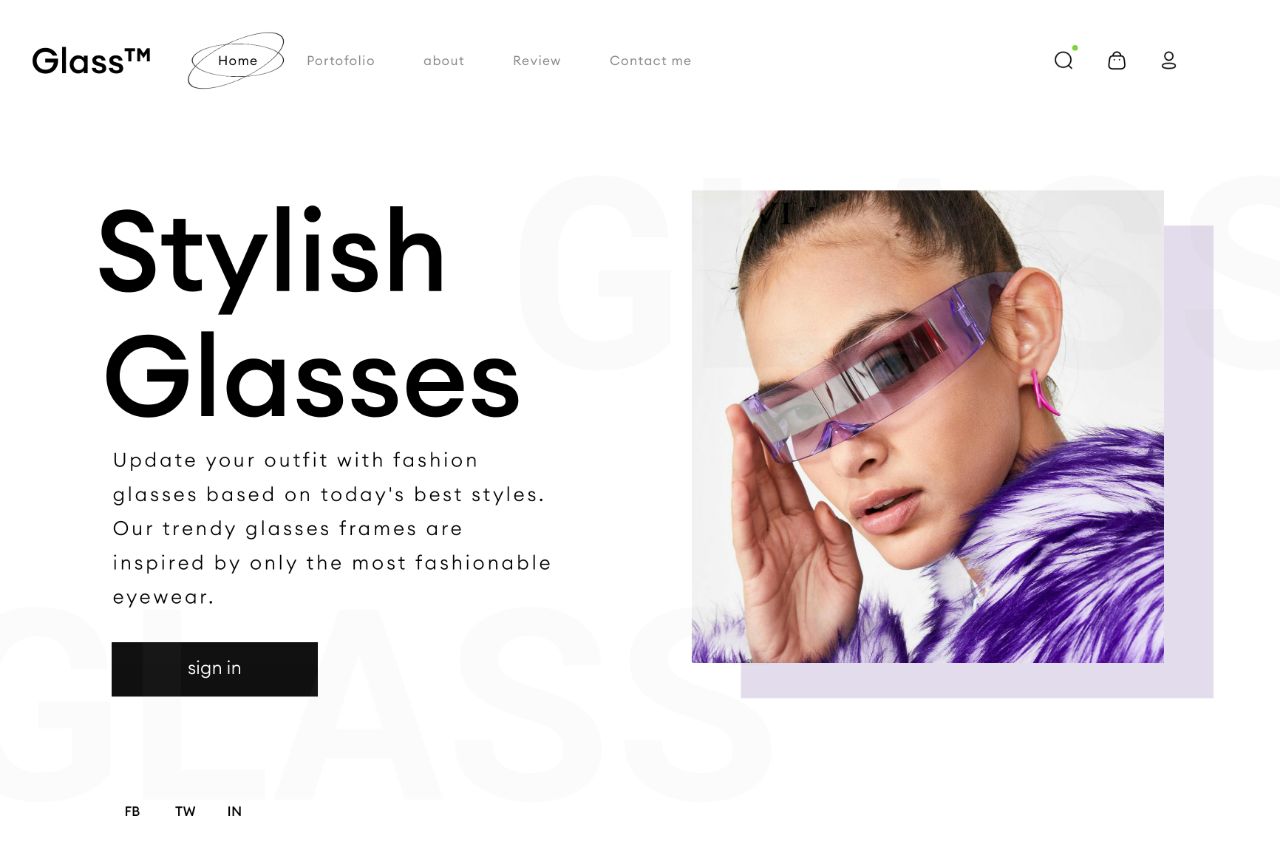 Glass™
Home Portofolio about Review Contact me
GLASS
Stylish
Glasses
Update your outfit with fashion
glasses based on today's best styles.
Our trendy glasses frames are
inspired by only the most fashionable
eyewear.
GLASS
sign in
FB TW IN